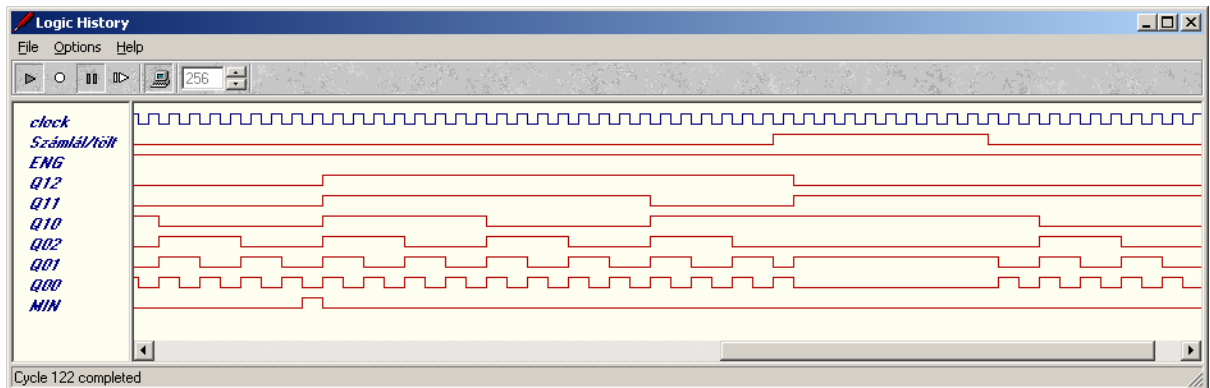 Logic History
File Options Help
256
clock
Számlál/tölt
ENG
Q12
Q11
Q10
Q02
Q01
Q00
MIN
Cycle 122 completed